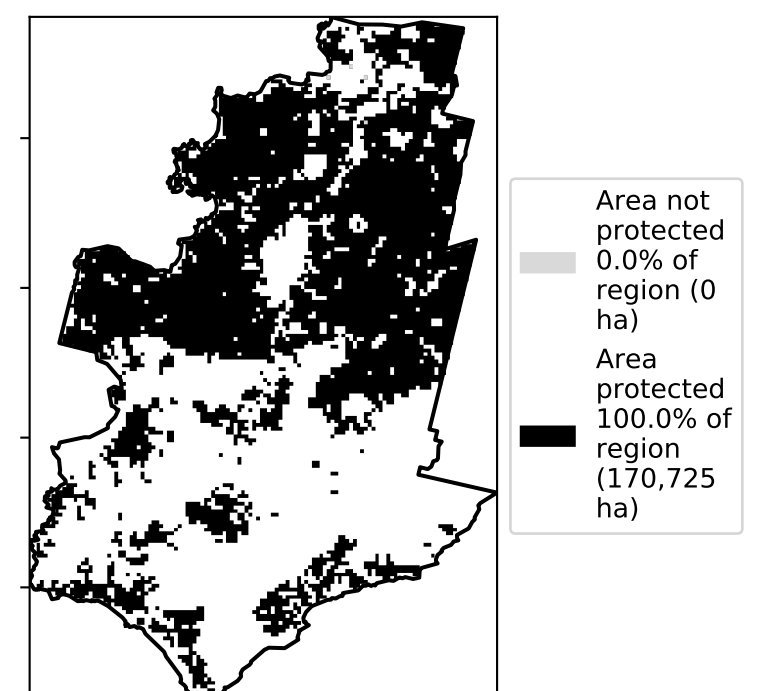 Area not
protected
0.0% of
region (0
ha)
Area
protected
100.0% of
region
(170,725
ha)